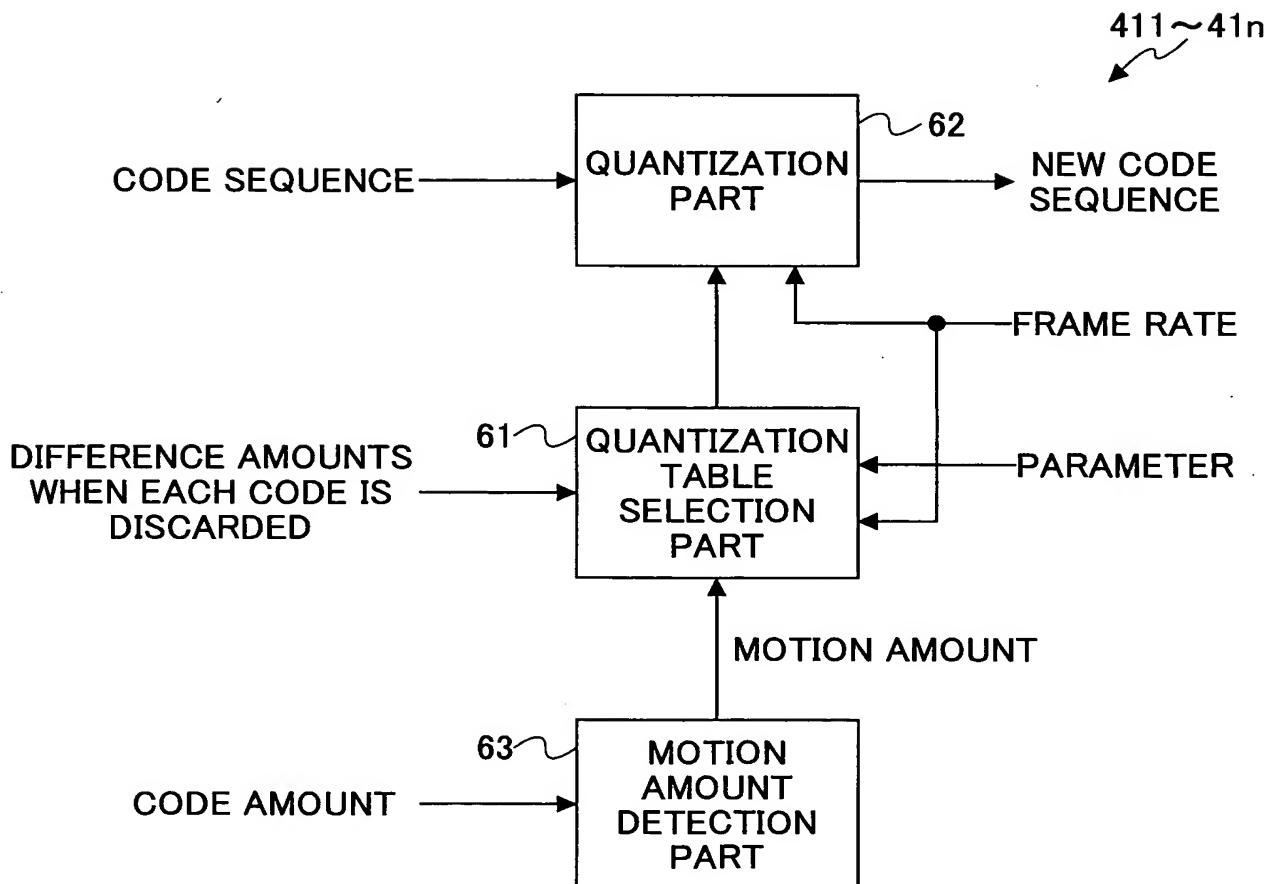 411～41n
62
CODE SEQUENCE
QUANTIZATION
PART
NEW CODE
SEQUENCE
FRAME RATE
61
DIFFERENCE AMOUNTS
WHEN EACH CODE IS
DISCARDED
QUANTIZATION
TABLE
SELECTION
PART
PARAMETER
MOTION AMOUNT
63
CODE AMOUNT
MOTION
AMOUNT
DETECTION
PART